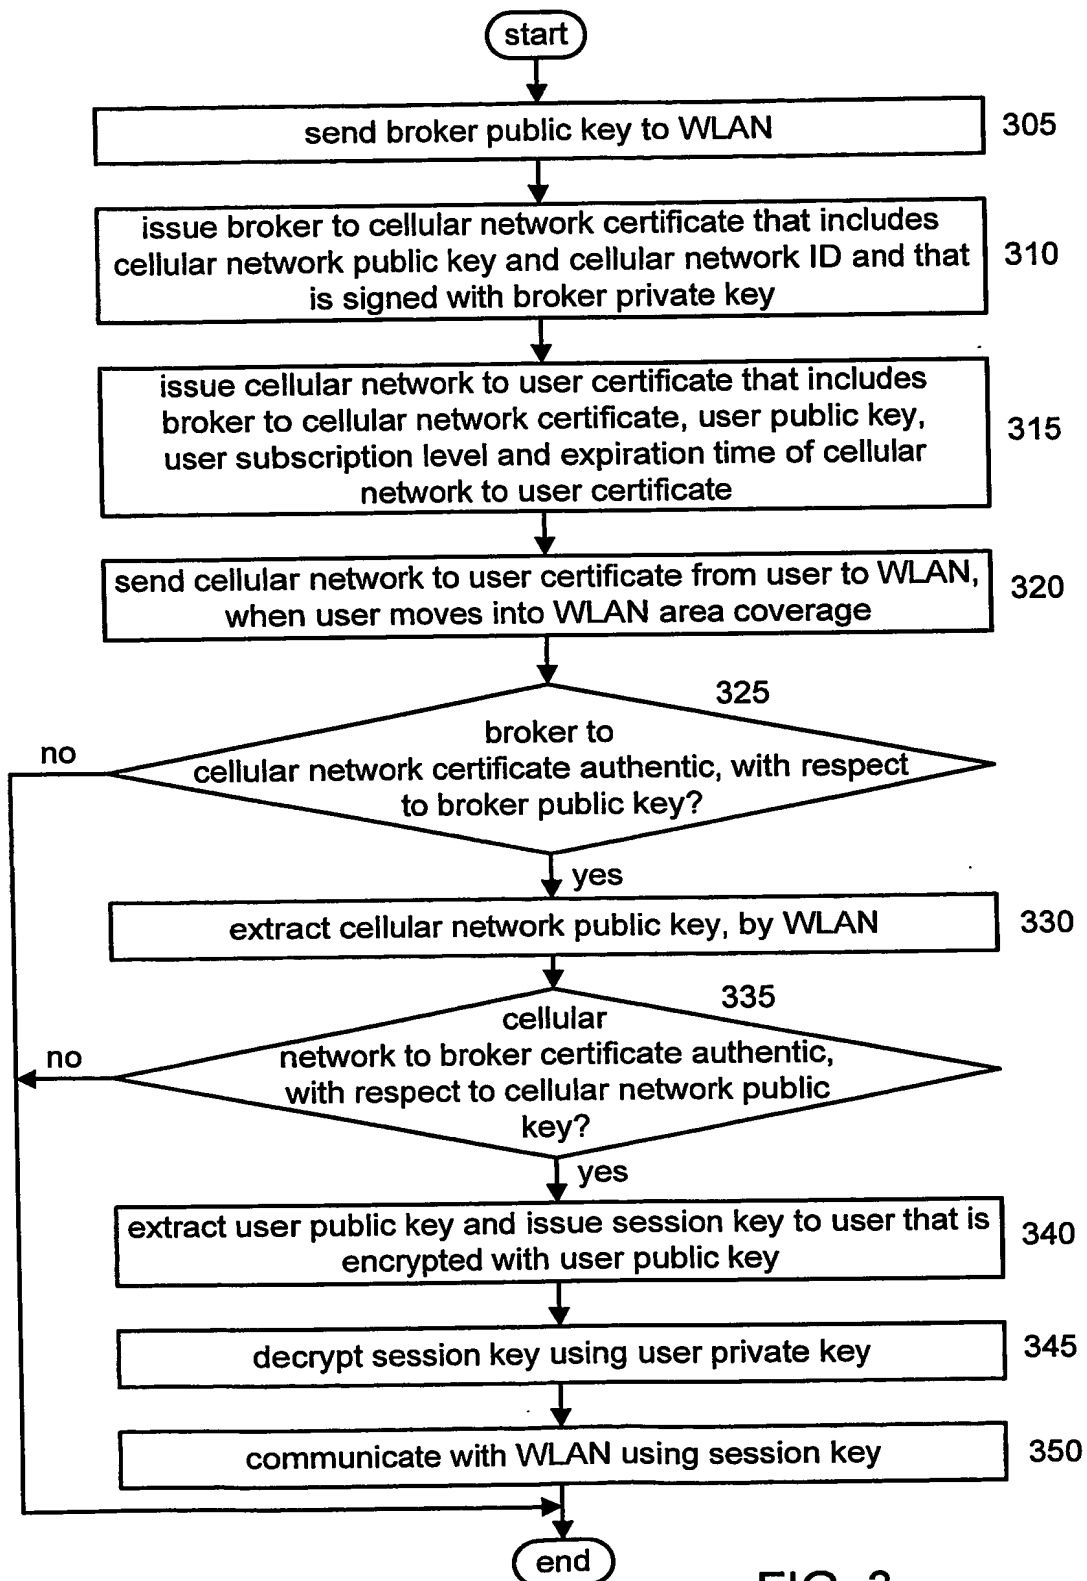 start
send broker public key to WLAN
305
issue broker to cellular network certificate that includes
cellular network public key and cellular network ID and that
is signed with broker private key
310
issue cellular network to user certificate that includes
broker to cellular network certificate, user public key,
user subscription level and expiration time of cellular
network to user certificate
315
send cellular network to user certificate from user to WLAN,
when user moves into WLAN area coverage
320
325
broker to
cellular network certificate authentic, with respect
to broker public key?
no
yes
extract cellular network public key, by WLAN
330
335
cellular
network to broker certificate authentic,
with respect to cellular network public
key?
no
yes
extract user public key and issue session key to user that is
encrypted with user public key
340
decrypt session key using user private key
345
communicate with WLAN using session key
350
end
FIG. 3